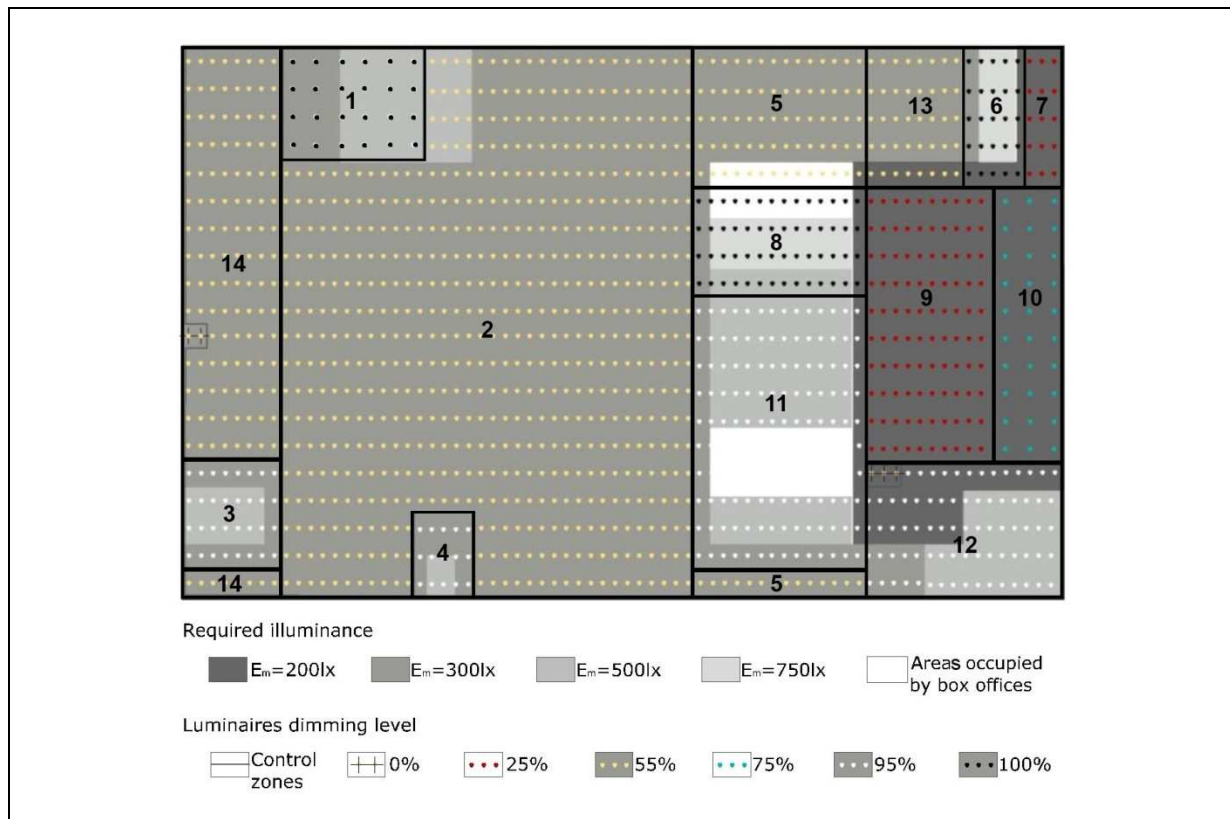 1
5
13
6
7
14
8
2
9
10
11
3
4
12
14
5
Required illuminance
Em=200lx
Em=300lx
Em=500lx
Em=750lx
Areas occupied
by box offices
Luminaires dimming level
Control
zones
0%
25%
55%
75%
95%
100%